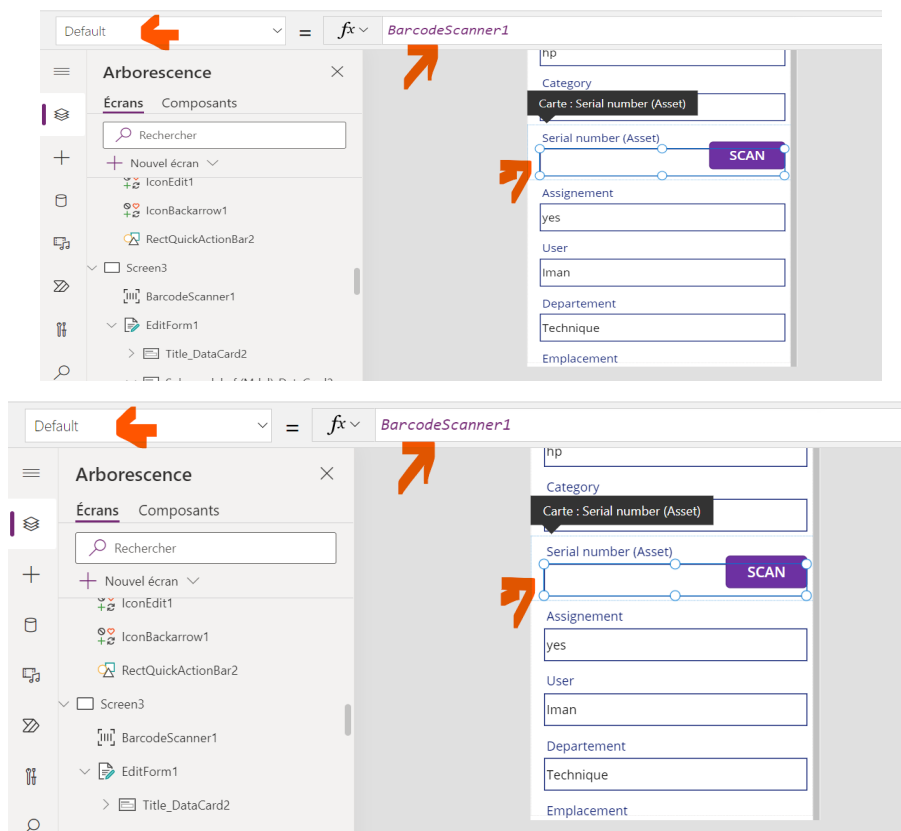 Default = fx BarcodeScanner1
Arborescence
Écrans Composants
Rechercher
Nouvel écran
IconEdit1
IconBackarrow1
RectQuickActionBar2
Screen3
BarcodeScanner1
EditForm1
Title_DataCard2
hp
Category
Carte : Serial number (Asset)
Serial number (Asset)
SCAN
Assignement
yes
User
Iman
Departement
Technique
Emplacement
Default = fx BarcodeScanner1
Arborescence
Écrans Composants
Rechercher
Nouvel écran
IconEdit1
IconBackarrow1
RectQuickActionBar2
Screen3
BarcodeScanner1
EditForm1
Title_DataCard2
hp
Category
Carte : Serial number (Asset)
Serial number (Asset)
SCAN
Assignement
yes
User
Iman
Departement
Technique
Emplacement